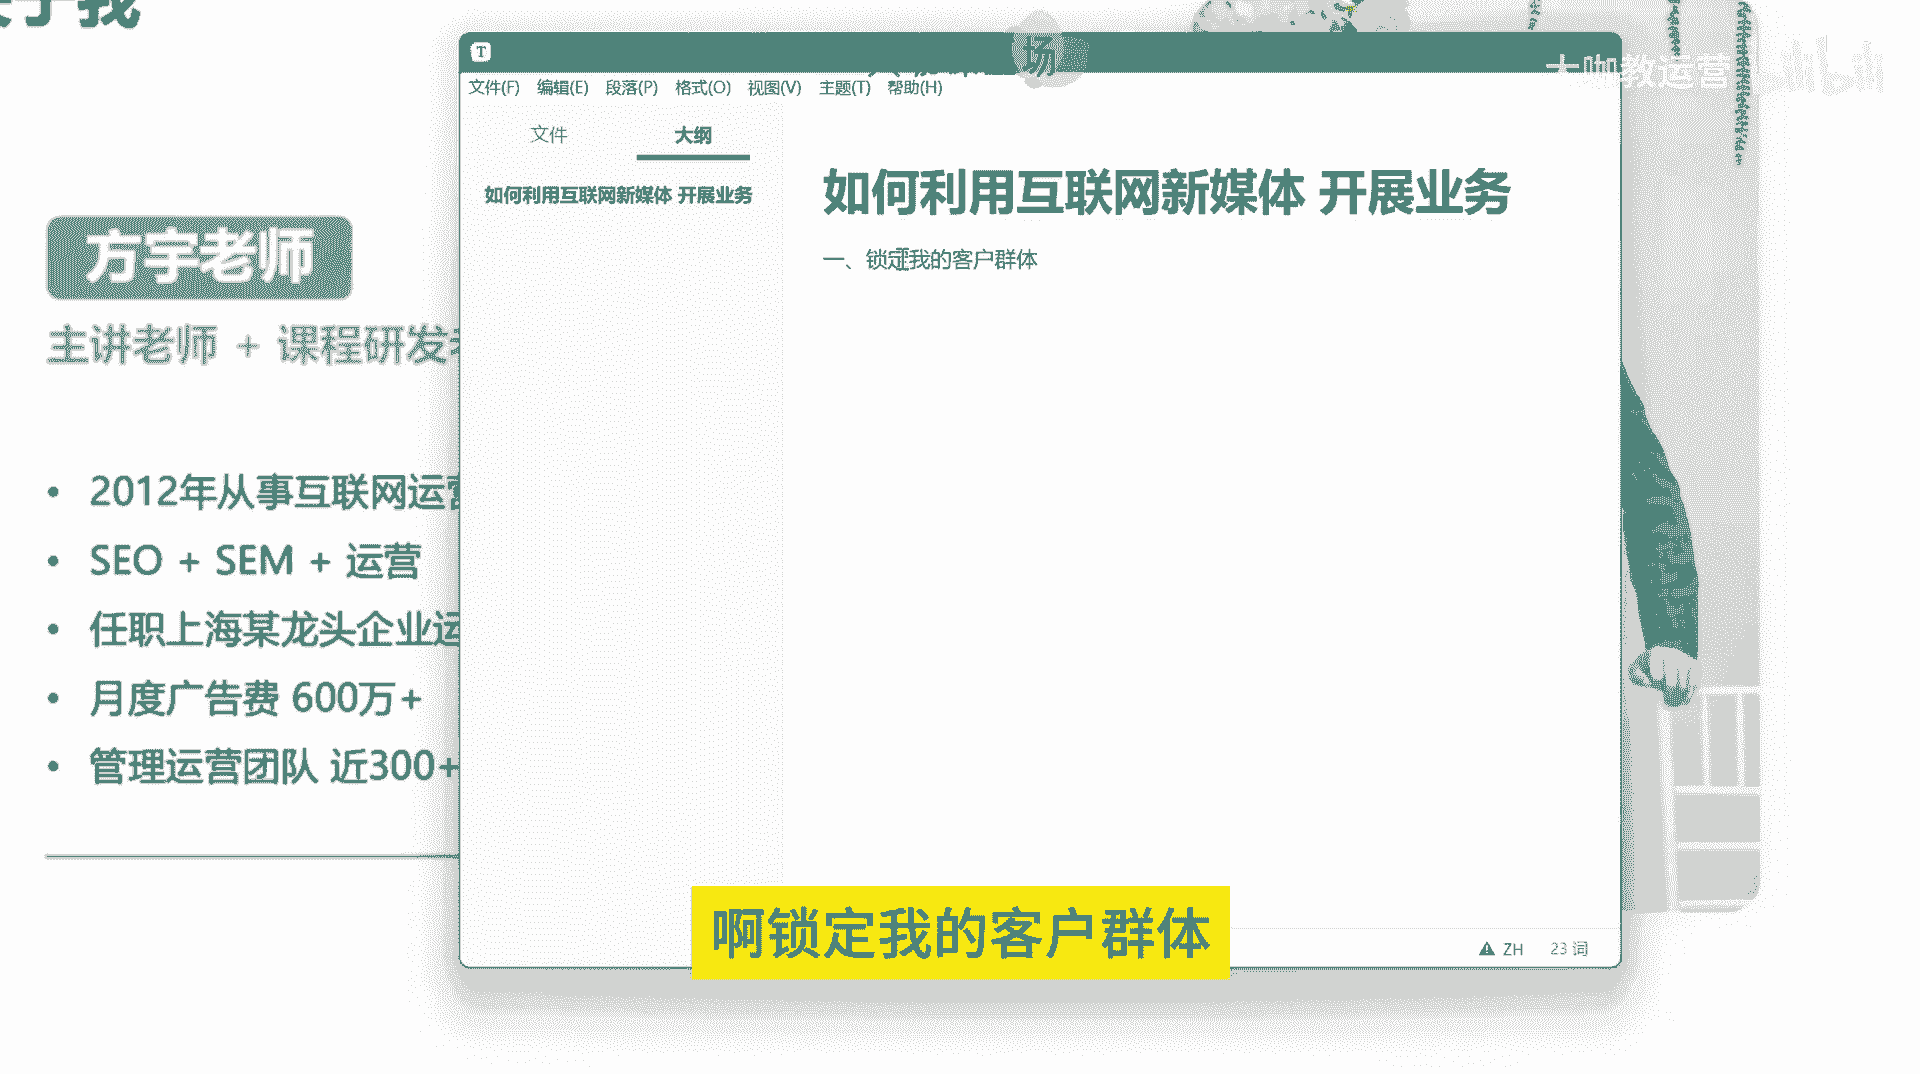 于我
场
大咖教运营
T
文件(F) 编辑(E) 段落(P) 格式(O) 视图(V) 主题(T) 帮助(H)
文件 大纲
如何利用互联网新媒体 开展业务
如何利用互联网新媒体 开展业务
一、锁定我的客户群体
方宇老师
主讲老师 + 课程研发
• 2012年从事互联网运营
• SEO + SEM + 运营
• 任职上海某龙头企业运
• 月度广告费 600万+
• 管理运营团队 近300+
啊锁定我的客户群体
ZH 23 词